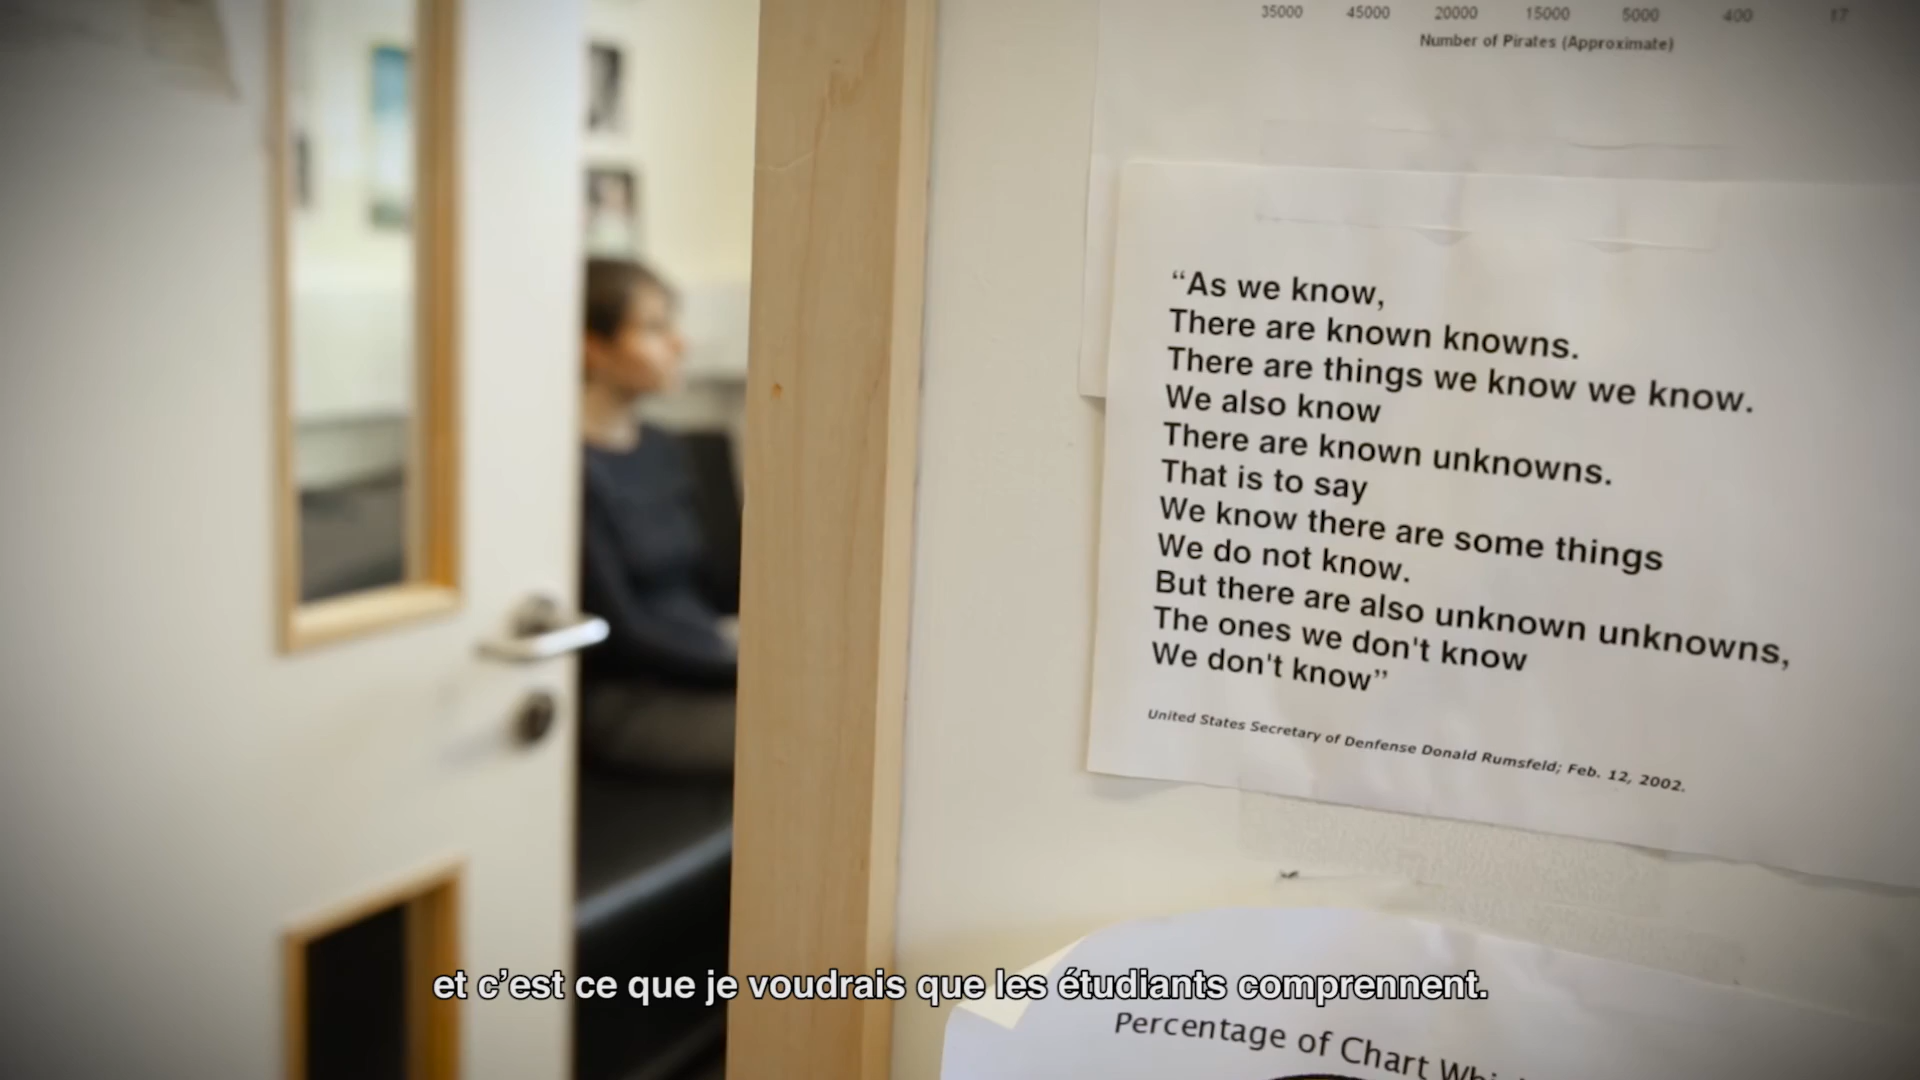 35000 45000 20000 15000 5000 400 17
Number of Pirates (Approximate)
“As we know,
There are known knowns.
There are things we know we know.
We also know
There are known unknowns.
That is to say
We know there are some things
We do not know.
But there are also unknown unknowns,
The ones we don't know
We don't know”
United States Secretary of Denfense Donald Rumsfeld; Feb. 12, 2002.
et c’est ce que je voudrais que les étudiants comprennent.
Percentage of Chart